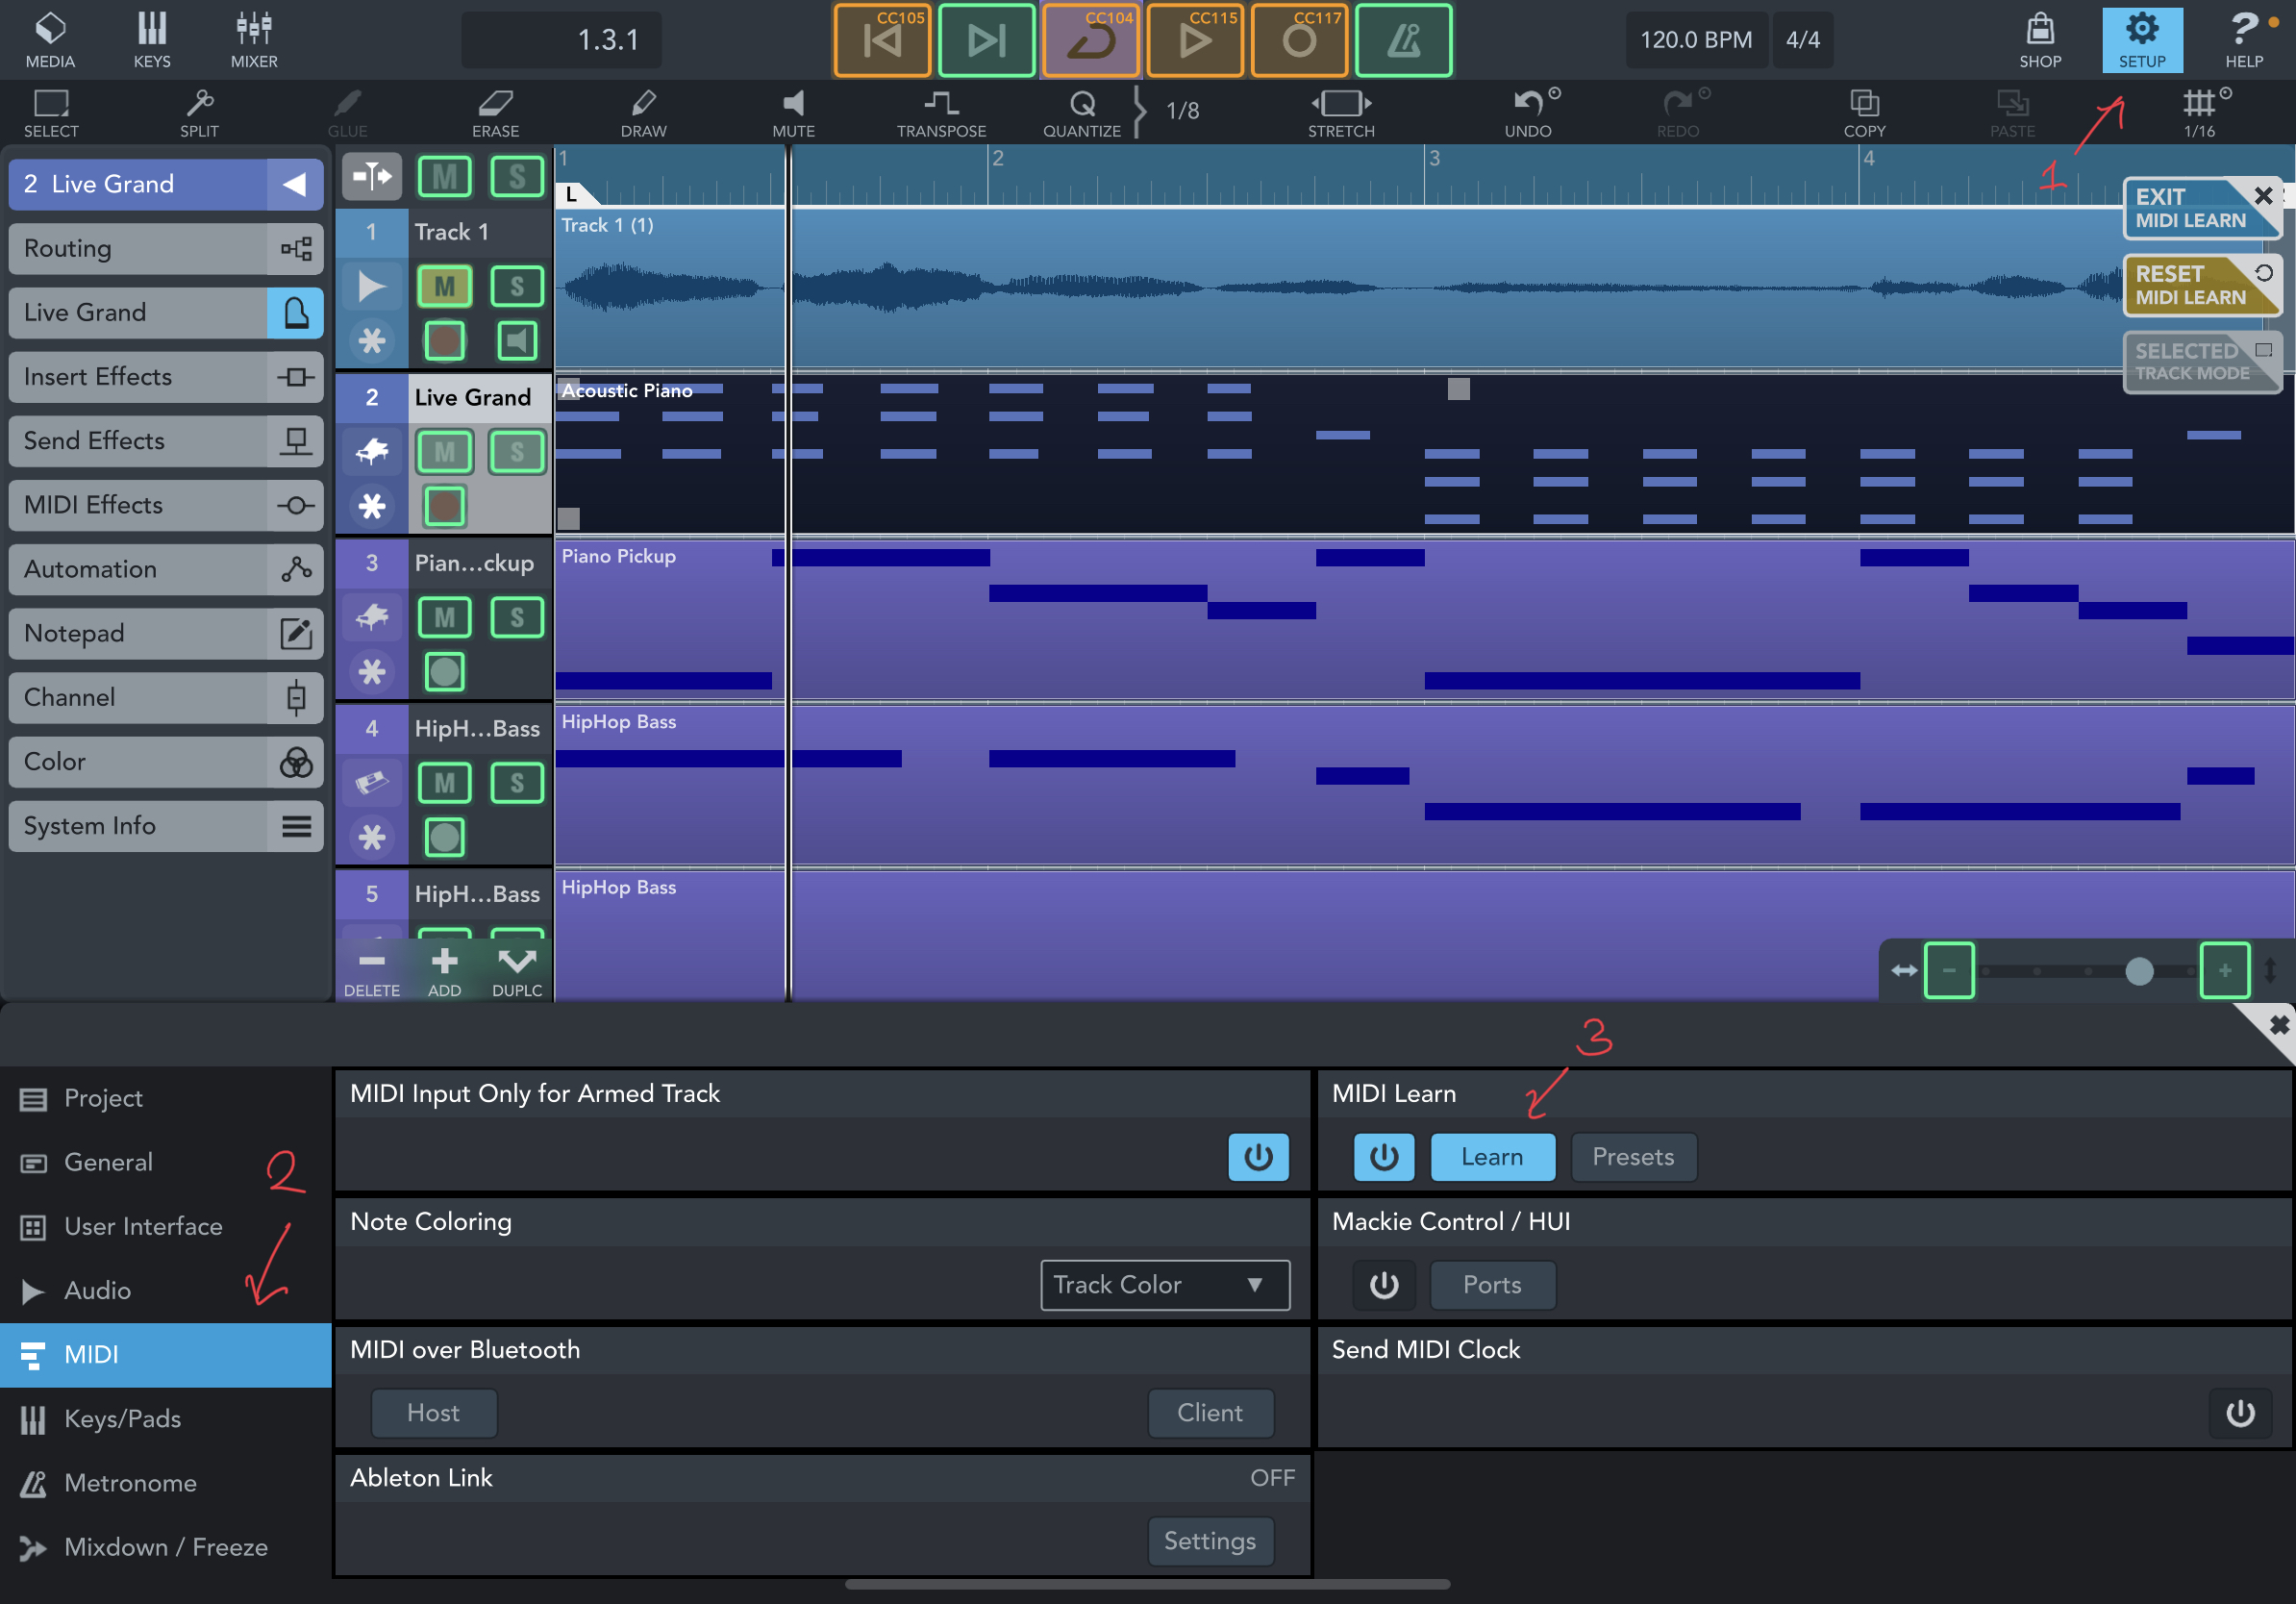 MEDIA KEYS MIXER 1.3.1 CC105 CC104 CC115 CC117 120.0 BPM 4/4 SHOP SETUP ? HELP
SELECT SPLIT GLUE ERASE DRAW MUTE TRANSPOSE Q QUANTIZE 1/8 STRETCH UNDO REDO COPY PASTE 1/16
1
2 Live Grand
Routing
Live Grand
Insert Effects
Send Effects
MIDI Effects
Automation
Notepad
Channel
Color
System Info
M S
1 Track 1
M S
2 Live Grand
M S
3 Pian...ckup
M S
4 HipH...Bass
M S
5 HipH...Bass
DELETE ADD DUPLC
1 2 3 4
L
Track 1 (1)
Acoustic Piano
Piano Pickup
HipHop Bass
HipHop Bass
EXIT
MIDI LEARN
RESET
MIDI LEARN
SELECTED
TRACK MODE
3
2
Project
General
User Interface
Audio
MIDI
Keys/Pads
Metronome
Mixdown / Freeze
MIDI Input Only for Armed Track
MIDI Learn
Learn Presets
Note Coloring
Track Color
Mackie Control / HUI
Ports
MIDI over Bluetooth
Host Client
Send MIDI Clock
Ableton Link OFF
Settings